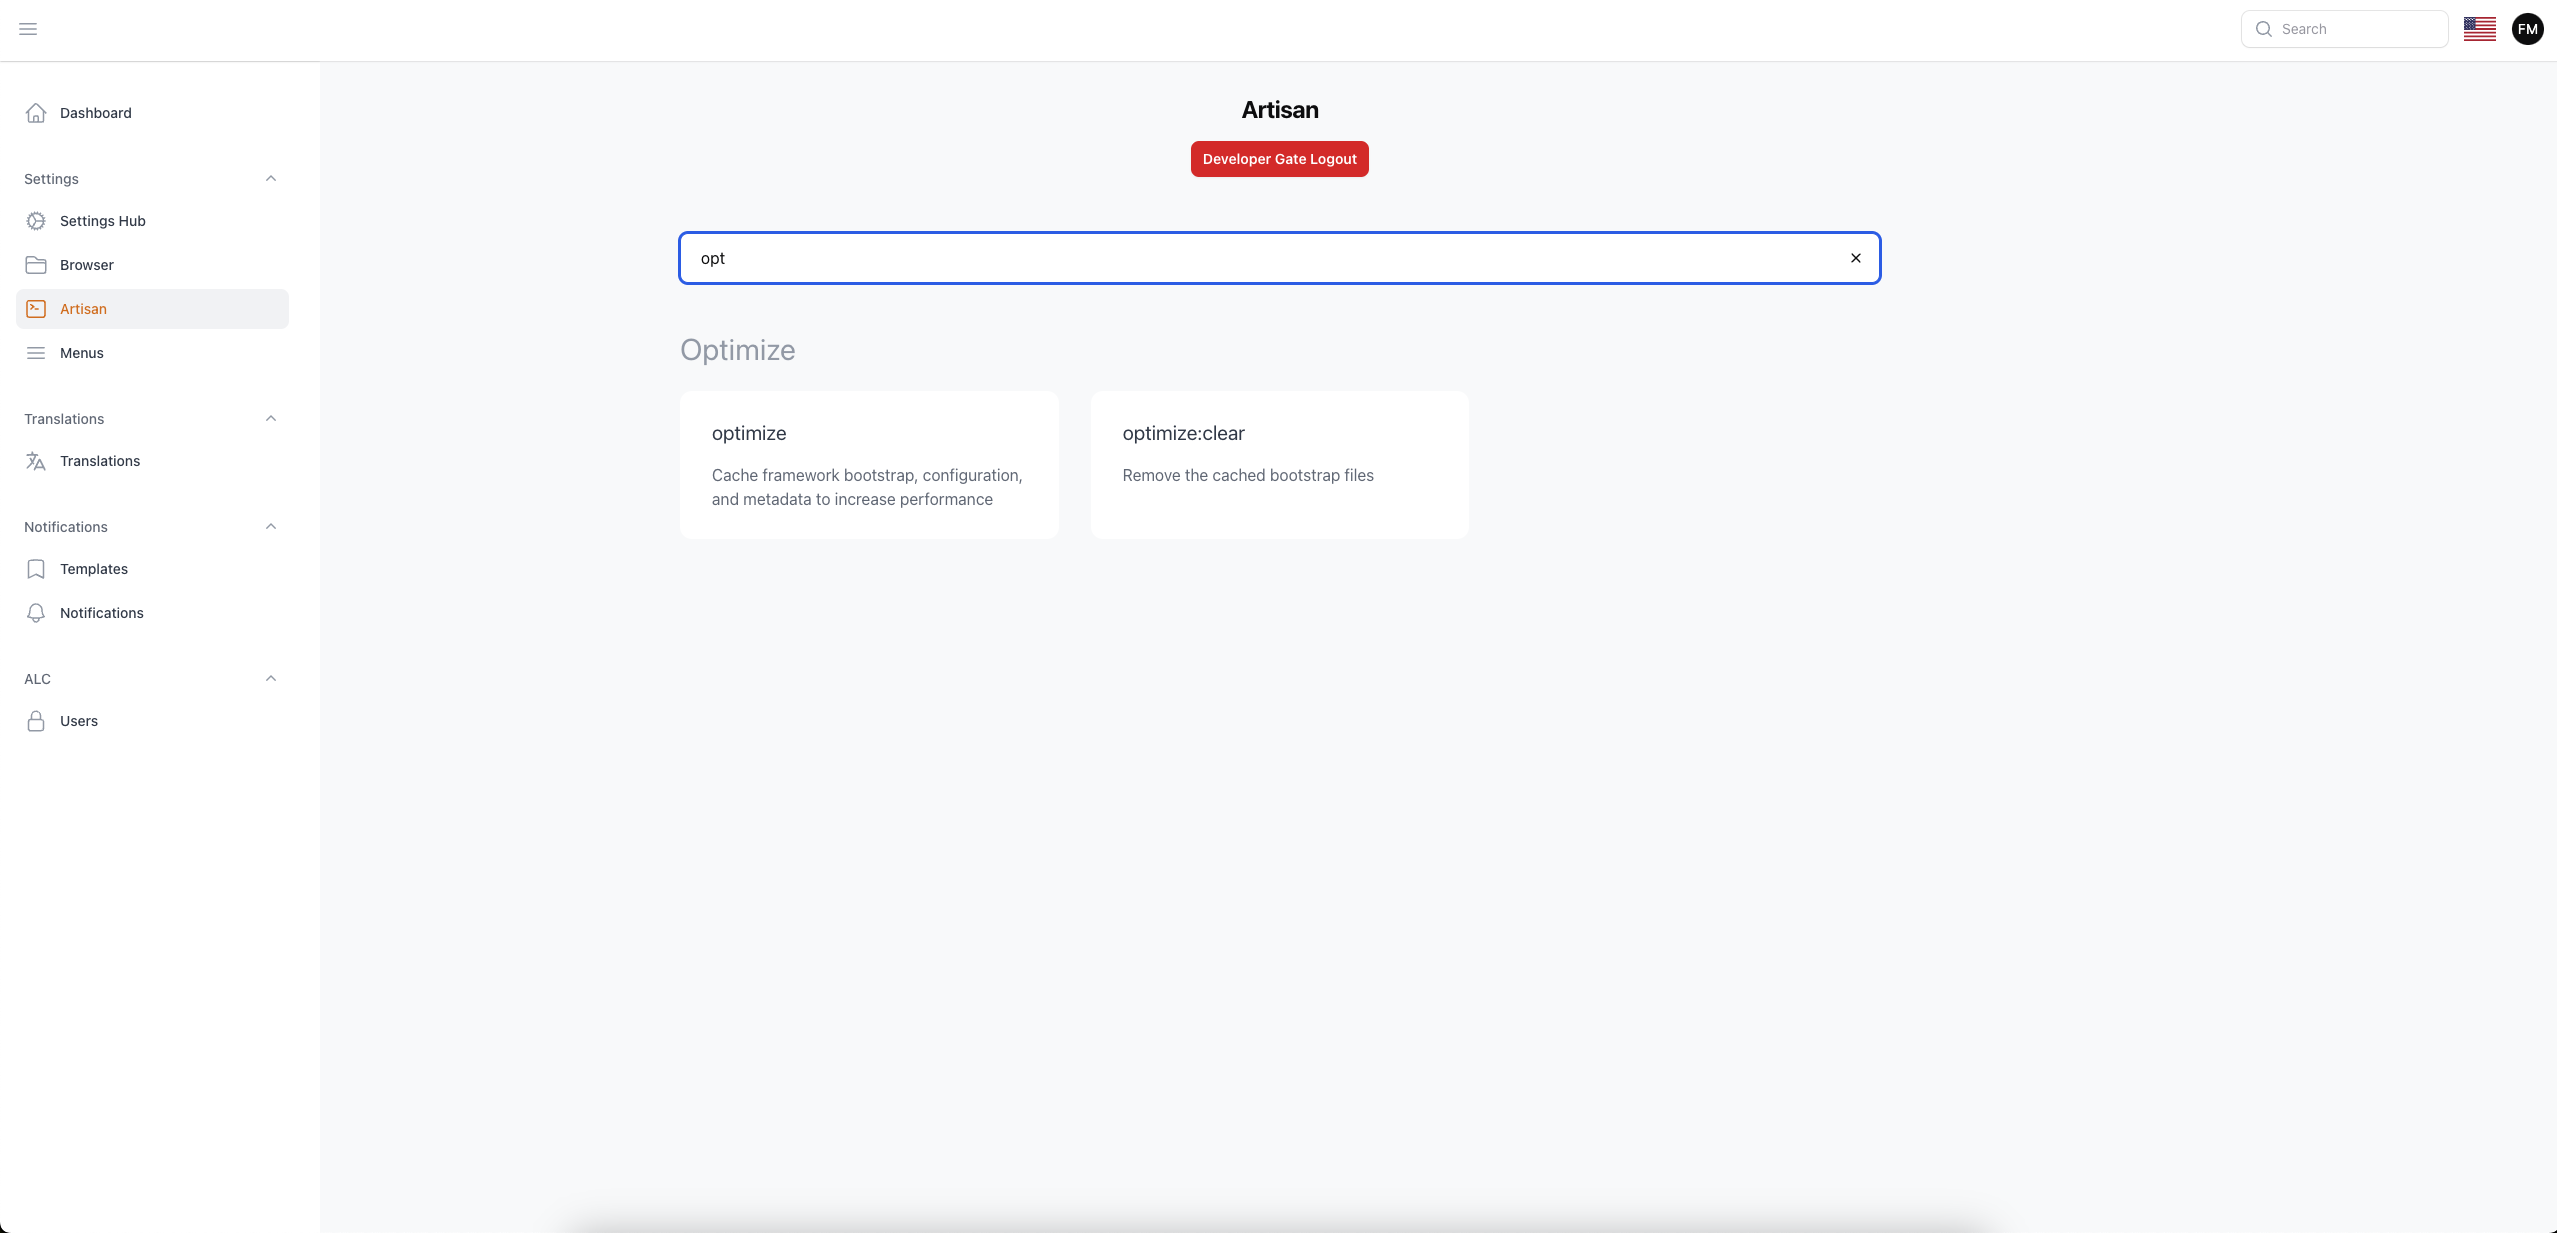 Search
FM
Dashboard
Settings
Settings Hub
Browser
Artisan
Menus
Translations
Translations
Notifications
Templates
Notifications
ALC
Users
Artisan
Developer Gate Logout
opt
Optimize
optimize
Cache framework bootstrap, configuration,
and metadata to increase performance
optimize:clear
Remove the cached bootstrap files